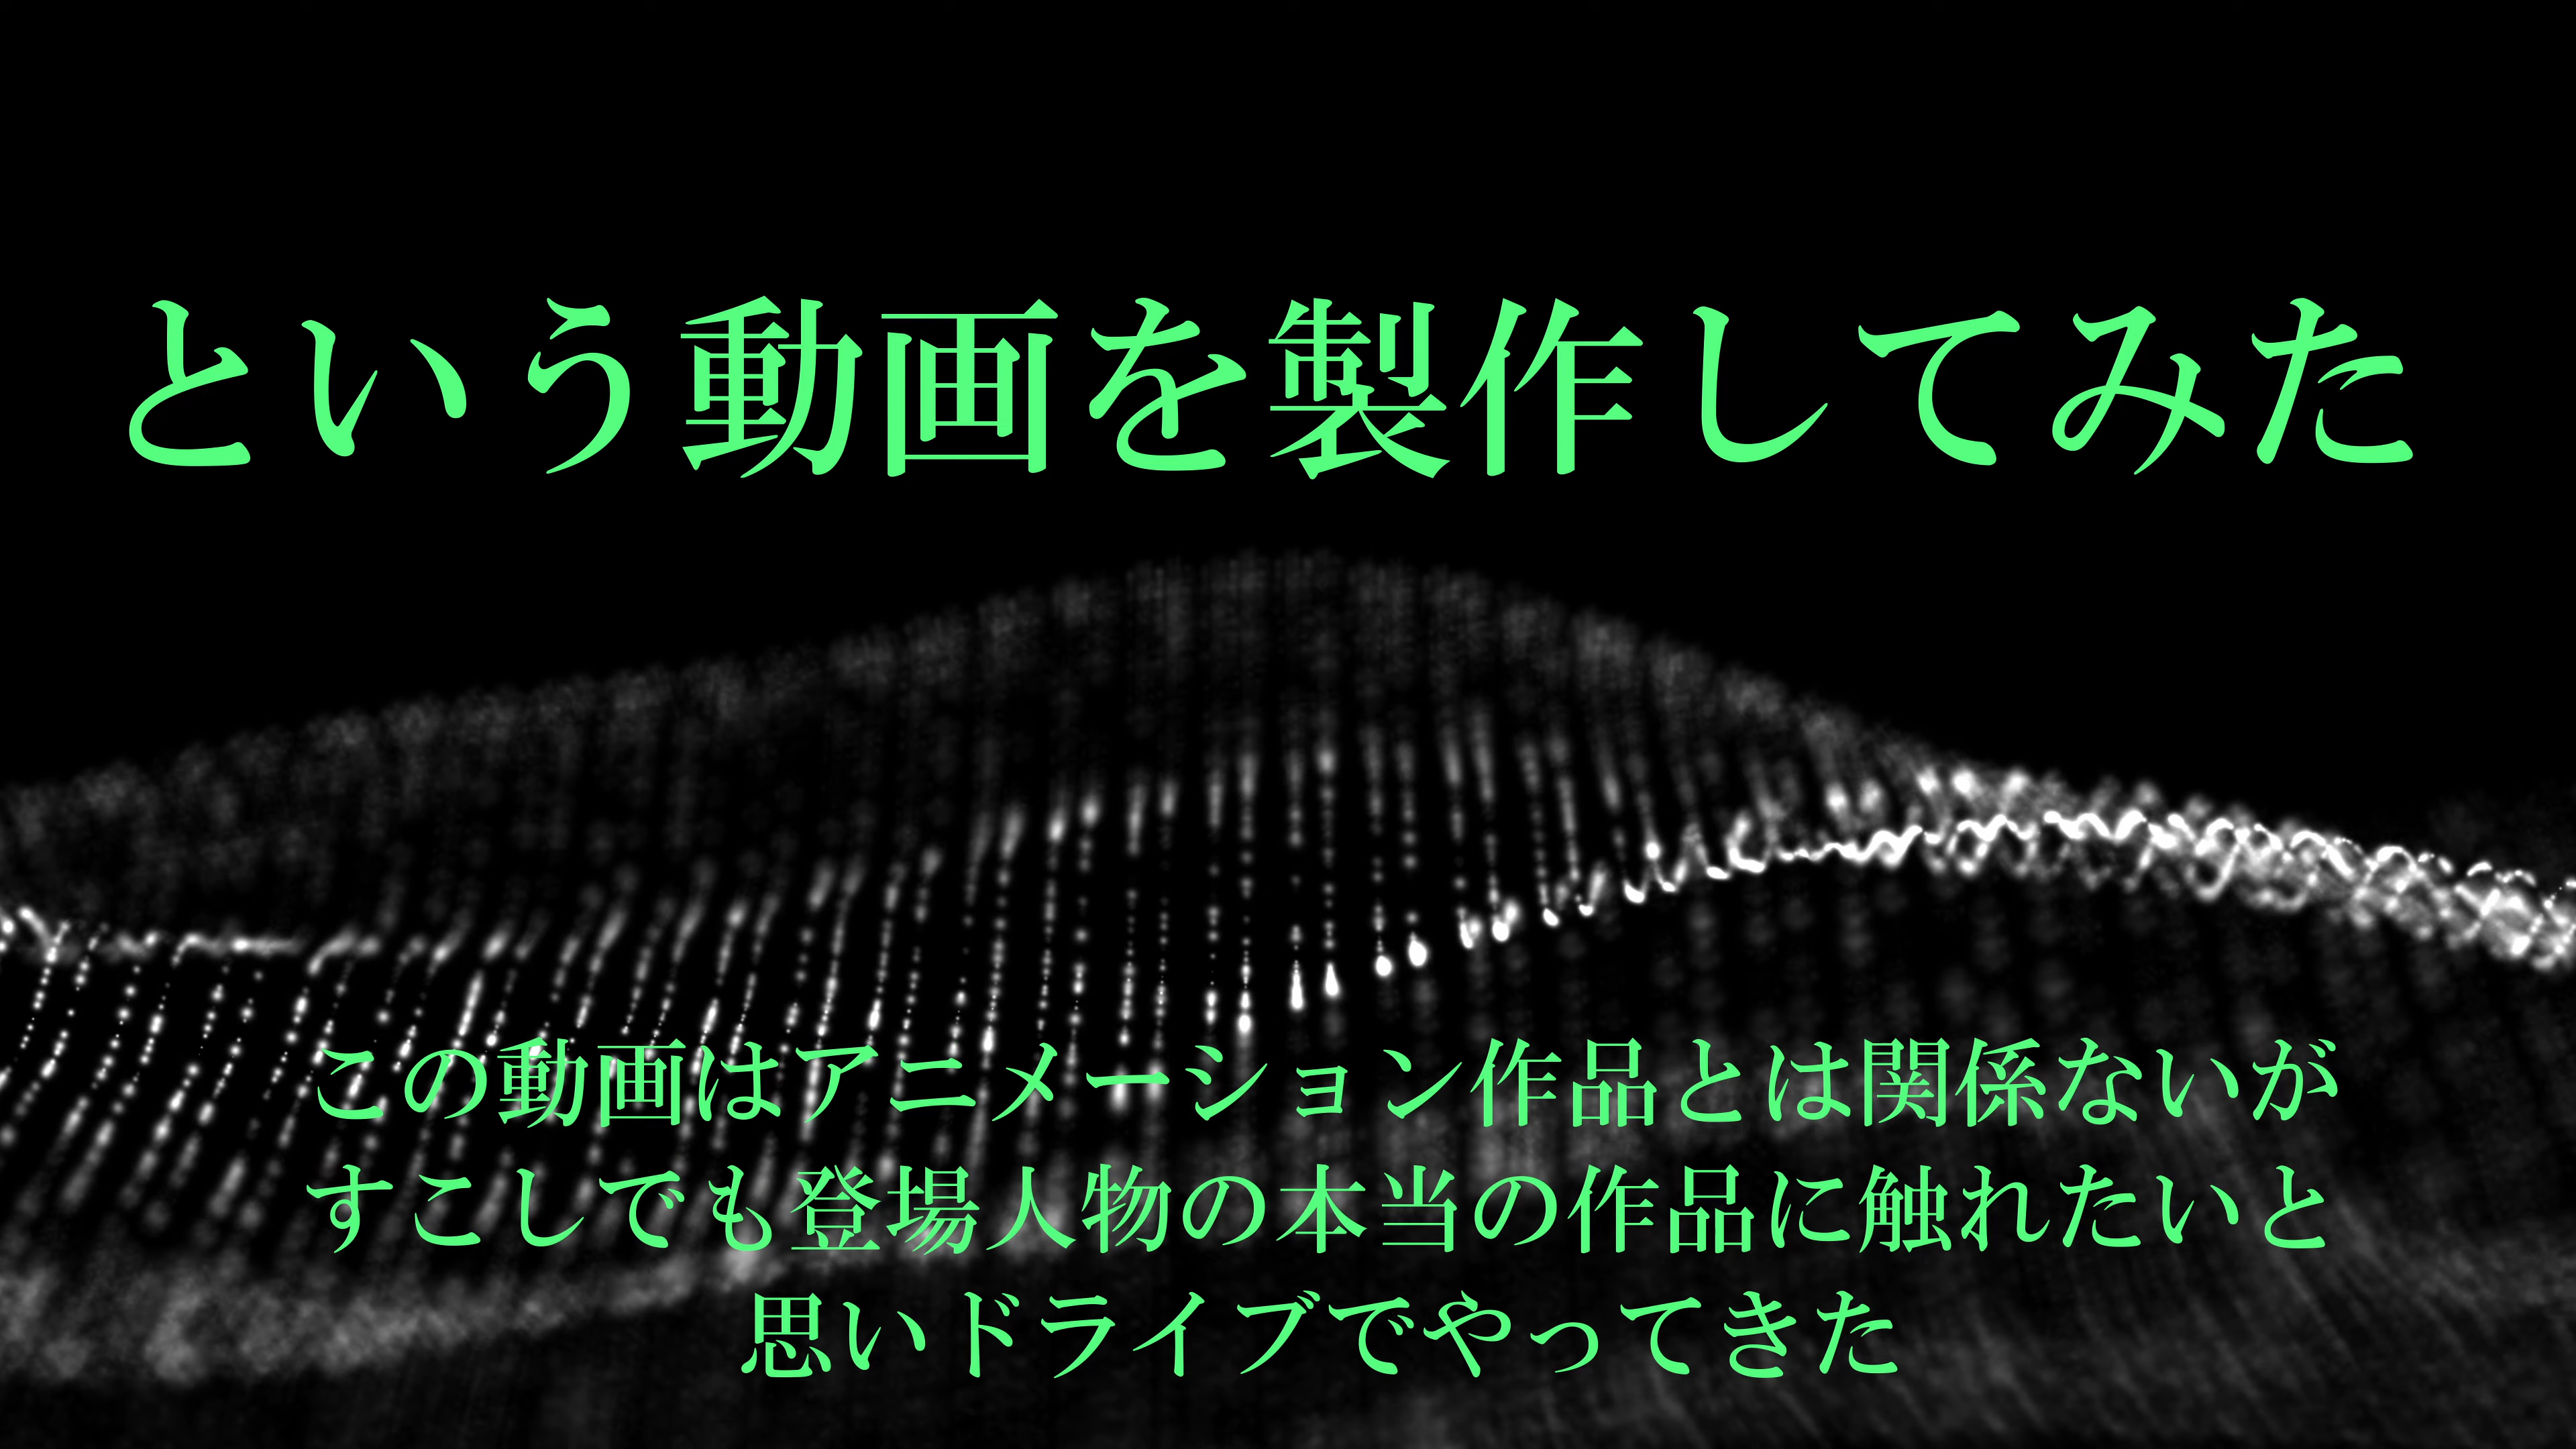 という動画を製作してみた
この動画はアニメーション作品とは関係ないが
すこしでも登場人物の本当の作品に触れたいと
思いドライブでやってきた